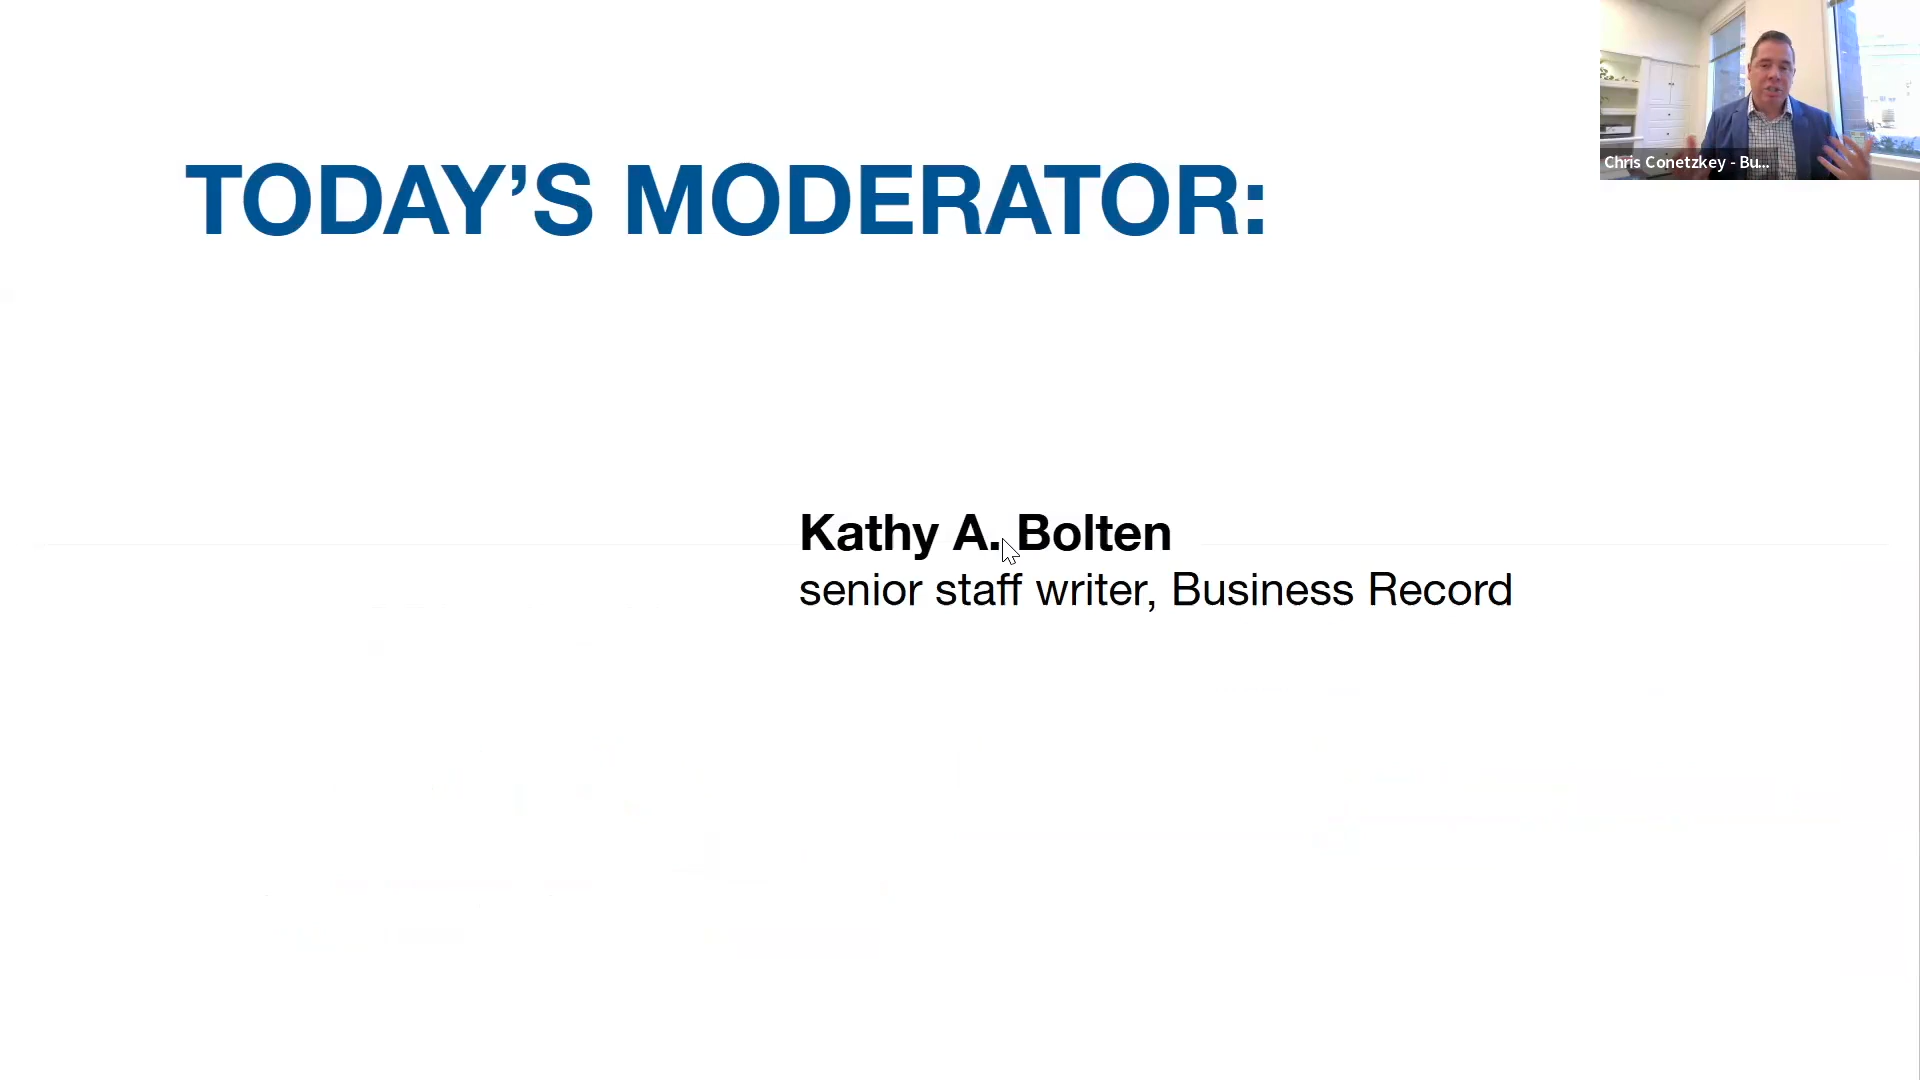 TODAY’S MODERATOR:
Chris Conetzkey - Bu...
Kathy A. Bolten
senior staff writer, Business Record